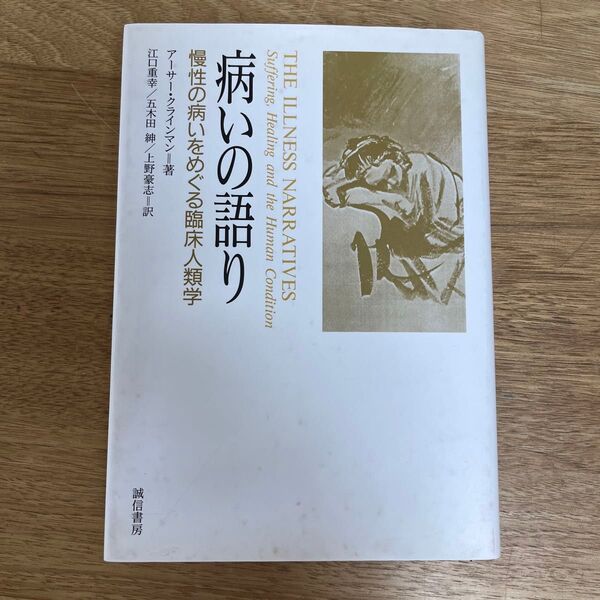 THE ILLNESS NARRATIVES
Suffering, Healing and the Human Condition
病いの語り
慢性の病いをめぐる臨床人類学
アーサー・クラインマン＝著
江口重幸／五木田 紳／上野豪志＝訳
誠信書房